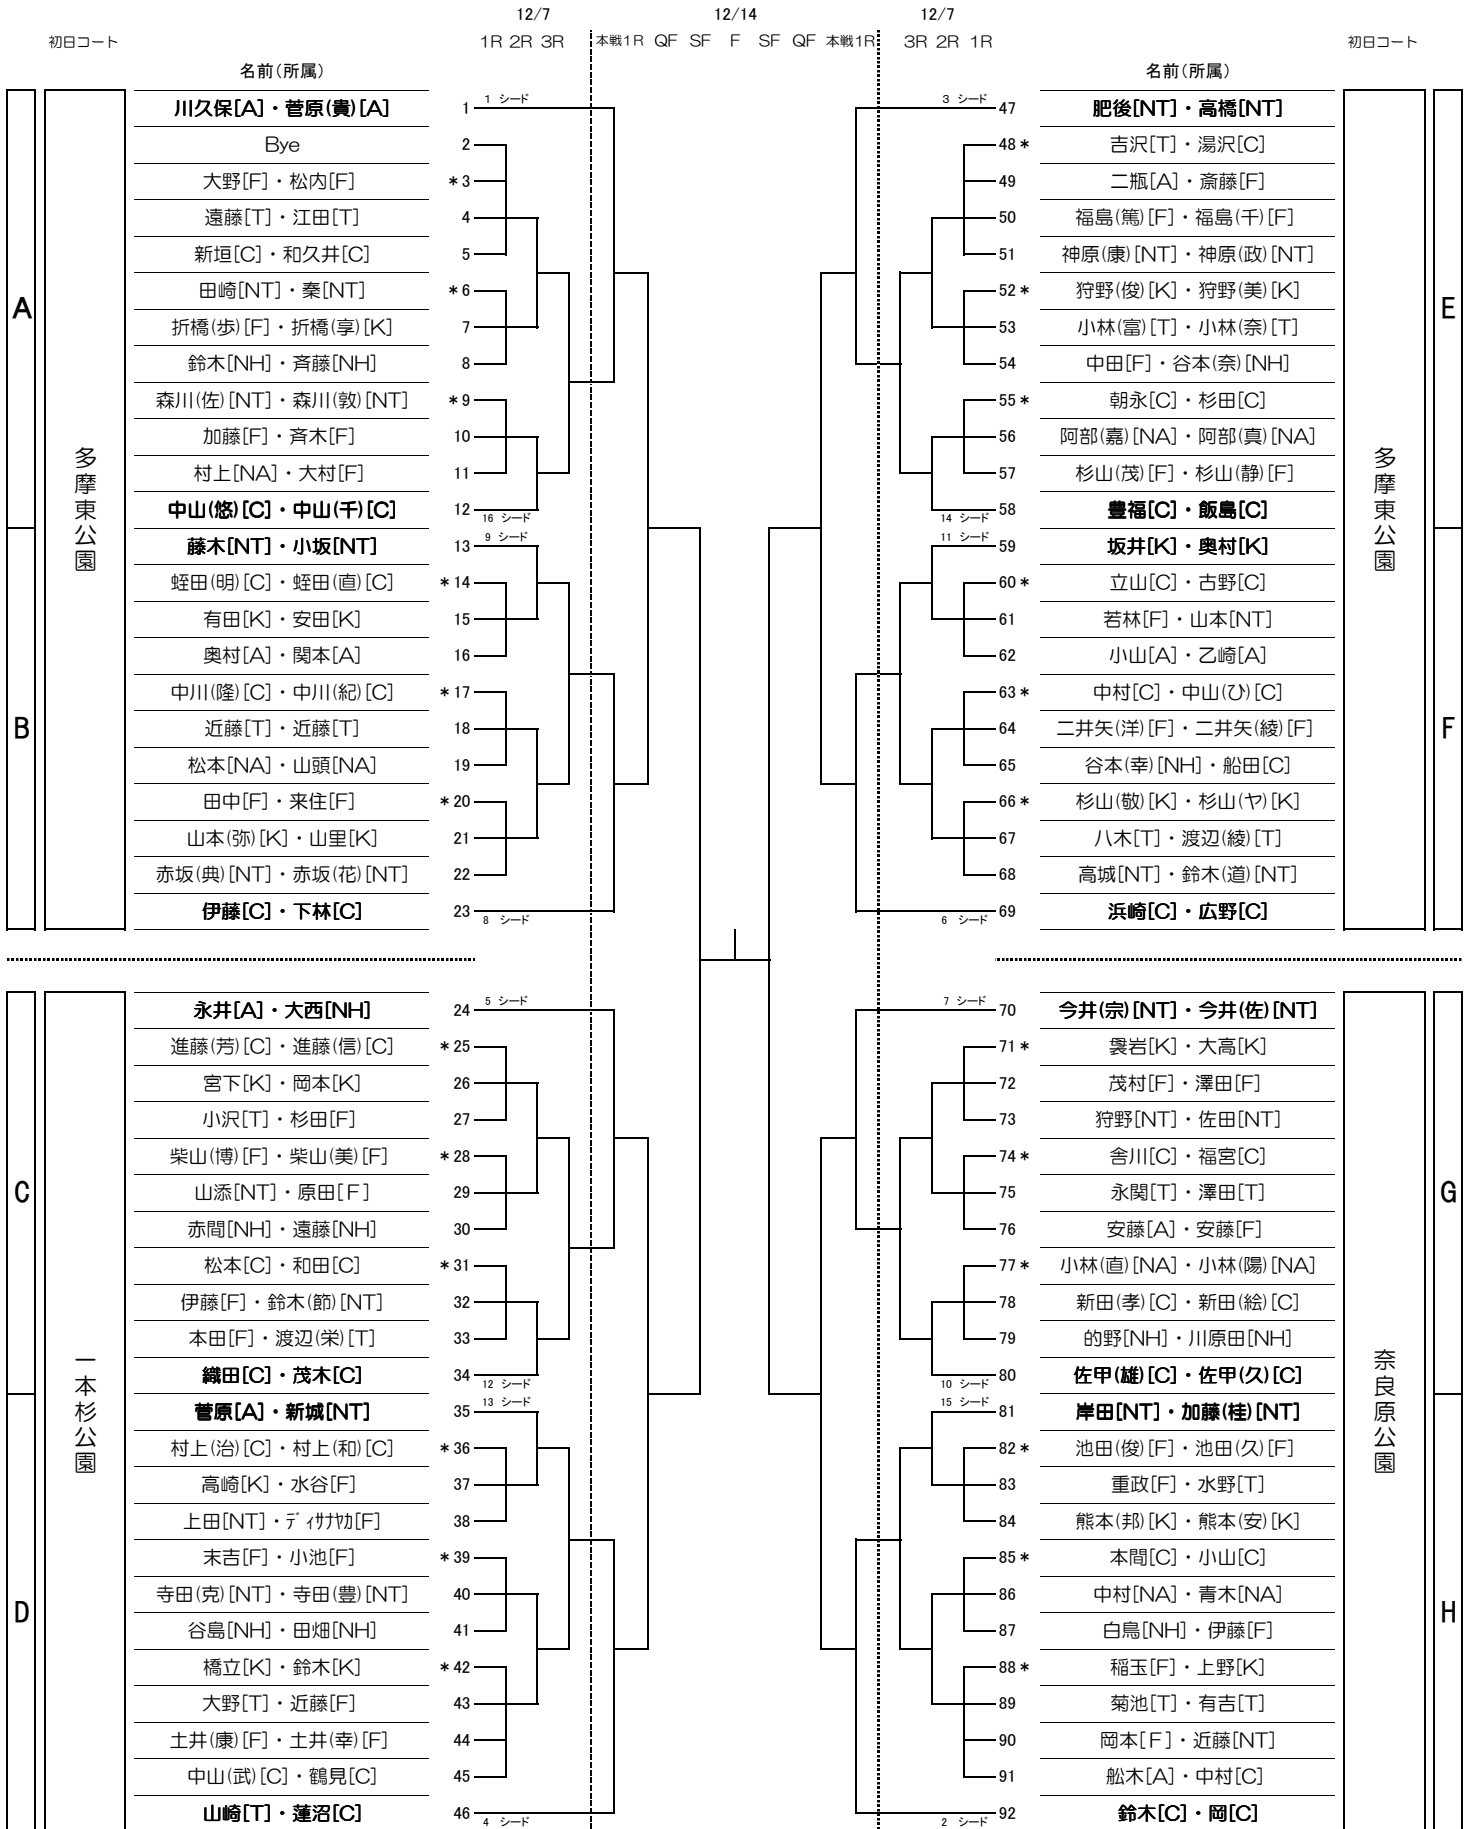 12/7 12/14 12/7
初日コート 1R 2R 3R 本戦1R QF SF F SF QF 本戦1R 3R 2R 1R 初日コート
名前(所属) 名前(所属)
A
B
多摩東公園
川久保[A]・菅原(貴)[A] 1 1 シード
Bye 2
大野[F]・松内[F] *3
遠藤[T]・江田[T] 4
新垣[C]・和久井[C] 5
田崎[NT]・秦[NT] *6
折橋(歩)[F]・折橋(享)[K] 7
鈴木[NH]・斉藤[NH] 8
森川(佐)[NT]・森川(敦)[NT] *9
加藤[F]・斉木[F] 10
村上[NA]・大村[F] 11
中山(悠)[C]・中山(千)[C] 12 16 シード
藤木[NT]・小坂[NT] 13 9 シード
蛭田(明)[C]・蛭田(直)[C] *14
有田[K]・安田[K] 15
奥村[A]・関本[A] 16
中川(隆)[C]・中川(紀)[C] *17
近藤[T]・近藤[T] 18
松本[NA]・山頭[NA] 19
田中[F]・来住[F] *20
山本(弥)[K]・山里[K] 21
赤坂(典)[NT]・赤坂(花)[NT] 22
伊藤[C]・下林[C] 23 8 シード
C
D
一本杉公園
永井[A]・大西[NH] 24 5 シード
進藤(芳)[C]・進藤(信)[C] *25
宮下[K]・岡本[K] 26
小沢[T]・杉田[F] 27
柴山(博)[F]・柴山(美)[F] *28
山添[NT]・原田[Ｆ] 29
赤間[NH]・遠藤[NH] 30
松本[C]・和田[C] *31
伊藤[F]・鈴木(節)[NT] 32
本田[F]・渡辺(栄)[T] 33
織田[C]・茂木[C] 34 12 シード
菅原[A]・新城[NT] 35 13 シード
村上(治)[C]・村上(和)[C] *36
高崎[K]・水谷[F] 37
上田[NT]・ディサナヤカ[F] 38
末吉[F]・小池[F] *39
寺田(克)[NT]・寺田(豊)[NT] 40
谷島[NH]・田畑[NH] 41
橋立[K]・鈴木[K] *42
大野[T]・近藤[F] 43
土井(康)[F]・土井(幸)[F] 44
中山(武)[C]・鶴見[C] 45
山崎[T]・蓮沼[C] 46 4 シード
3 シード 47 肥後[NT]・高橋[NT]
48* 吉沢[T]・湯沢[C]
49 二瓶[A]・斎藤[F]
50 福島(篤)[F]・福島(千)[F]
51 神原(康)[NT]・神原(政)[NT]
52* 狩野(俊)[K]・狩野(美)[K]
53 小林(富)[T]・小林(奈)[T]
54 中田[F]・谷本(奈)[NH]
55* 朝永[C]・杉田[C]
56 阿部(嘉)[NA]・阿部(真)[NA]
57 杉山(茂)[F]・杉山(静)[F]
14 シード 58 豊福[C]・飯島[C]
11 シード 59 坂井[K]・奥村[K]
60* 立山[C]・古野[C]
61 若林[F]・山本[NT]
62 小山[A]・乙崎[A]
63* 中村[C]・中山(ひ)[C]
64 二井矢(洋)[F]・二井矢(綾)[F]
65 谷本(幸)[NH]・船田[C]
66* 杉山(敬)[K]・杉山(ヤ)[K]
67 八木[T]・渡辺(綾)[T]
68 高城[NT]・鈴木(道)[NT]
6 シード 69 浜崎[C]・広野[C]
多摩東公園
E
F
7 シード 70 今井(宗)[NT]・今井(佐)[NT]
71* 袰岩[K]・大高[K]
72 茂村[F]・澤田[F]
73 狩野[NT]・佐田[NT]
74* 舎川[C]・福宮[C]
75 永関[T]・澤田[T]
76 安藤[A]・安藤[F]
77* 小林(直)[NA]・小林(陽)[NA]
78 新田(孝)[C]・新田(絵)[C]
79 的野[NH]・川原田[NH]
10 シード 80 佐甲(雄)[C]・佐甲(久)[C]
15 シード 81 岸田[NT]・加藤(桂)[NT]
82* 池田(俊)[F]・池田(久)[F]
83 重政[F]・水野[T]
84 熊本(邦)[K]・熊本(安)[K]
85* 本間[C]・小山[C]
86 中村[NA]・青木[NA]
87 白鳥[NH]・伊藤[F]
88* 稲玉[F]・上野[K]
89 菊池[T]・有吉[T]
90 岡本[Ｆ]・近藤[NT]
91 舩木[A]・中村[C]
2 シード 92 鈴木[C]・岡[C]
奈良原公園
G
H